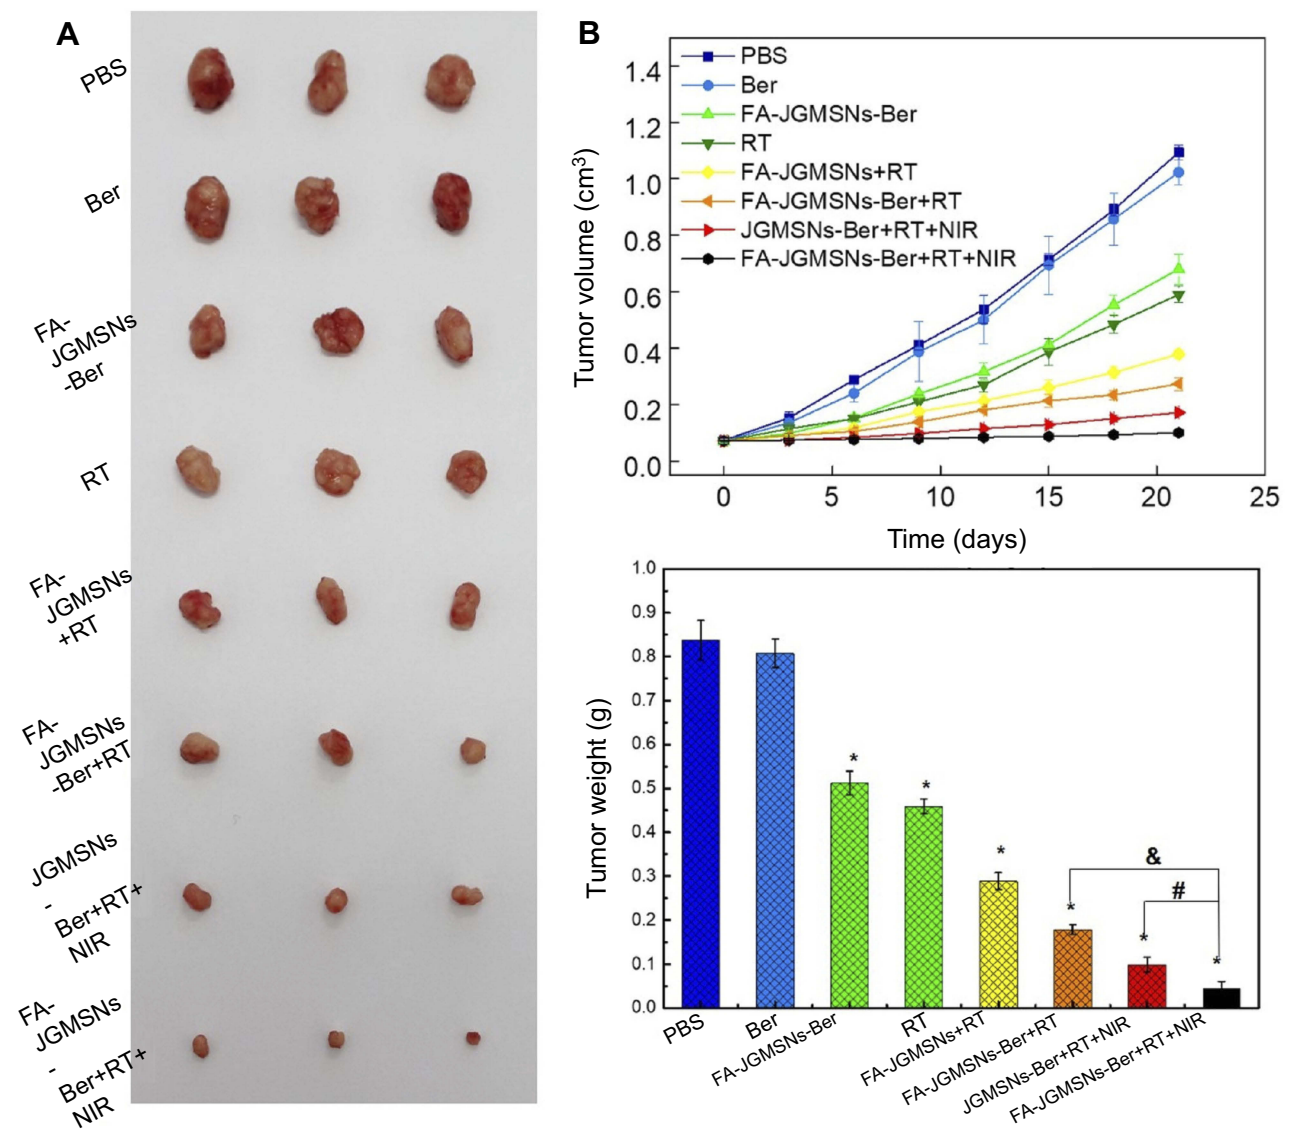 A
PBS
Ber
FA-
JGMSNs
-Ber
RT
FA-
JGMSNs
+RT
FA-
JGMSNs
-Ber+RT
JGMSNs
-
Ber+RT+
NIR
FA-
JGMSNs
-
Ber+RT+
NIR
B
PBS
Ber
FA-JGMSNs-Ber
RT
FA-JGMSNs+RT
FA-JGMSNs-Ber+RT
JGMSNs-Ber+RT+NIR
FA-JGMSNs-Ber+RT+NIR
Tumor volume (cm³)
1.4
1.2
1.0
0.8
0.6
0.4
0.2
0.0
0 5 10 15 20 25
Time (days)
Tumor weight (g)
1.0
0.9
0.8
0.7
0.6
0.5
0.4
0.3
0.2
0.1
0.0
* * * * * *
&
#
PBS
Ber
FA-JGMSNs-Ber
RT
FA-JGMSNs+RT
FA-JGMSNs-Ber+RT
JGMSNs-Ber+RT+NIR
FA-JGMSNs-Ber+RT+NIR